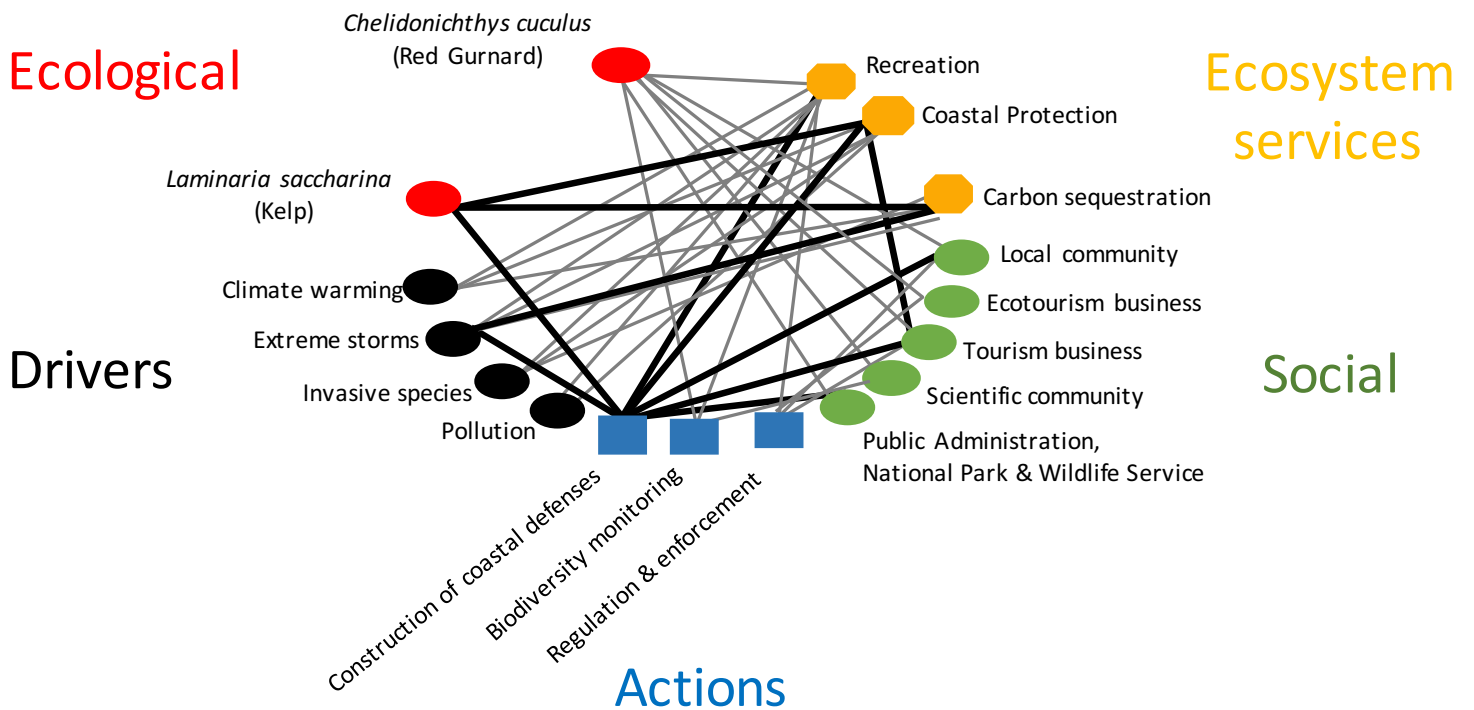 Chelidonichthys cuculus
(Red Gurnard)
Ecological
Recreation
Ecosystem
services
Coastal Protection
Laminaria saccharina
(Kelp)
Carbon sequestration
Local community
Climate warming
Ecotourism business
Extreme storms
Tourism business
Drivers
Social
Invasive species
Scientific community
Pollution
Public Administration,
National Park & Wildlife Service
Construction of coastal defenses
Biodiversity monitoring
Regulation & enforcement
Actions